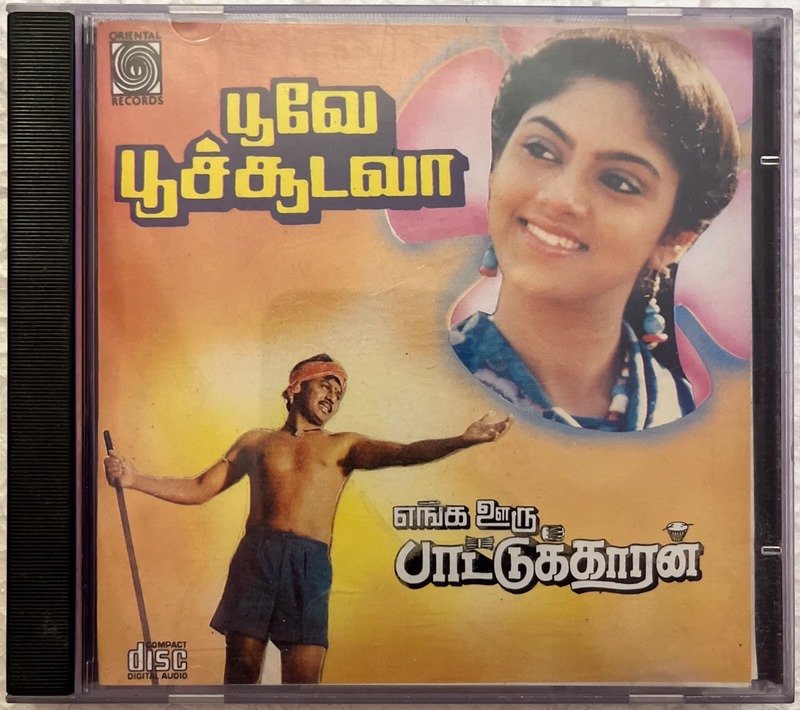 ORIENTAL
RECORDS
பூவே
பூச்சூடவா
எங்க ஊரு
பாட்டுக்காரன்
COMPACT
disc
DIGITAL AUDIO